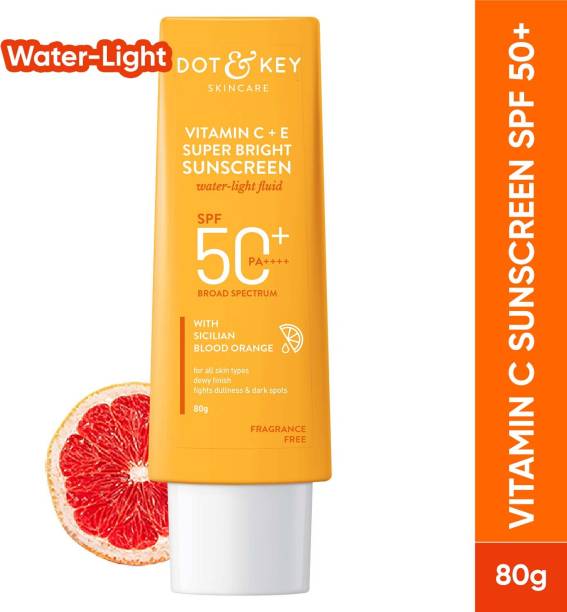 Water-Light
DOT & KEY
SKINCARE
VITAMIN C + E
SUPER BRIGHT
SUNSCREEN
water-light fluid
SPF
50+
PA++++
BROAD SPECTRUM
WITH
SICILIAN
BLOOD ORANGE
for all skin types
dewy finish
fights dullness & dark spots
80g
FRAGRANCE
FREE
VITAMIN C SUNSCREEN SPF 50+
80g